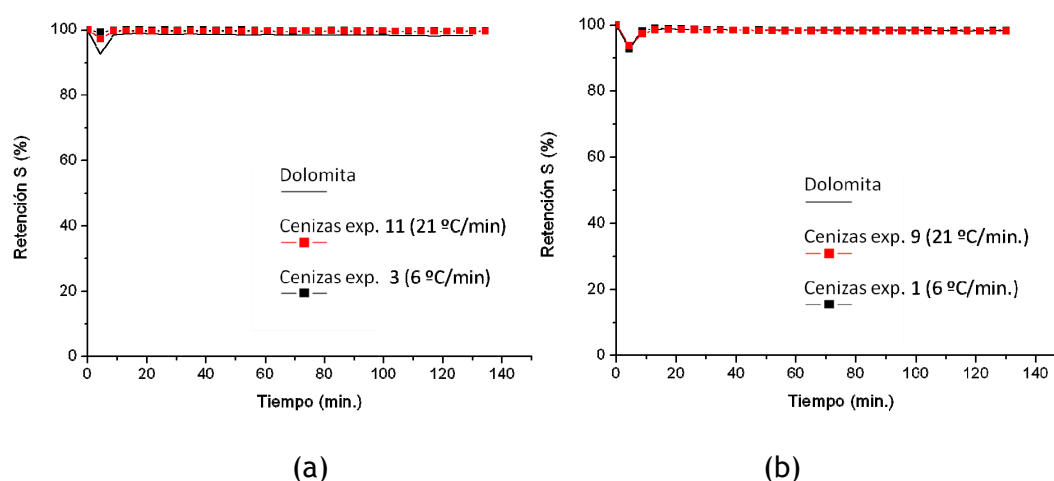 100
80
60
40
20
0
Retención S (%)
Dolomita
Cenizas exp. 11 (21 ºC/min)
Cenizas exp. 3 (6 ºC/min)
0 20 40 60 80 100 120 140
Tiempo (min.)
(a)
100
80
60
40
20
0
Retención S (%)
Dolomita
Cenizas exp. 9 (21 ºC/min.)
Cenizas exp. 1 (6 ºC/min.)
0 20 40 60 80 100 120 140
Tiempo (min.)
(b)